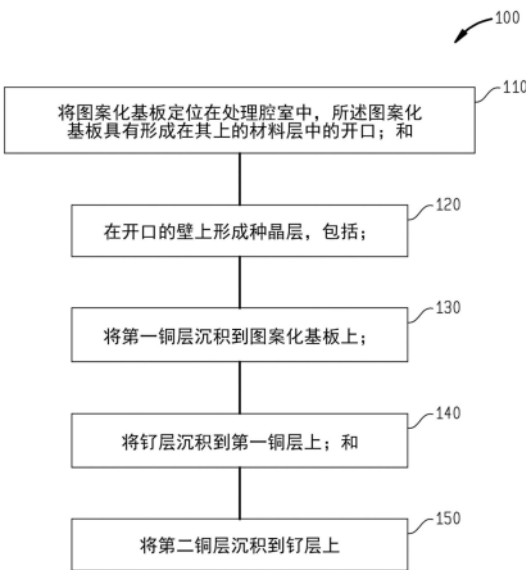 100
110
将图案化基板定位在处理腔室中，所述图案化
基板具有形成在其上的材料层中的开口；和
120
在开口的壁上形成种晶层，包括；
130
将第一铜层沉积到图案化基板上；
140
将钌层沉积到第一铜层上；和
150
将第二铜层沉积到钌层上